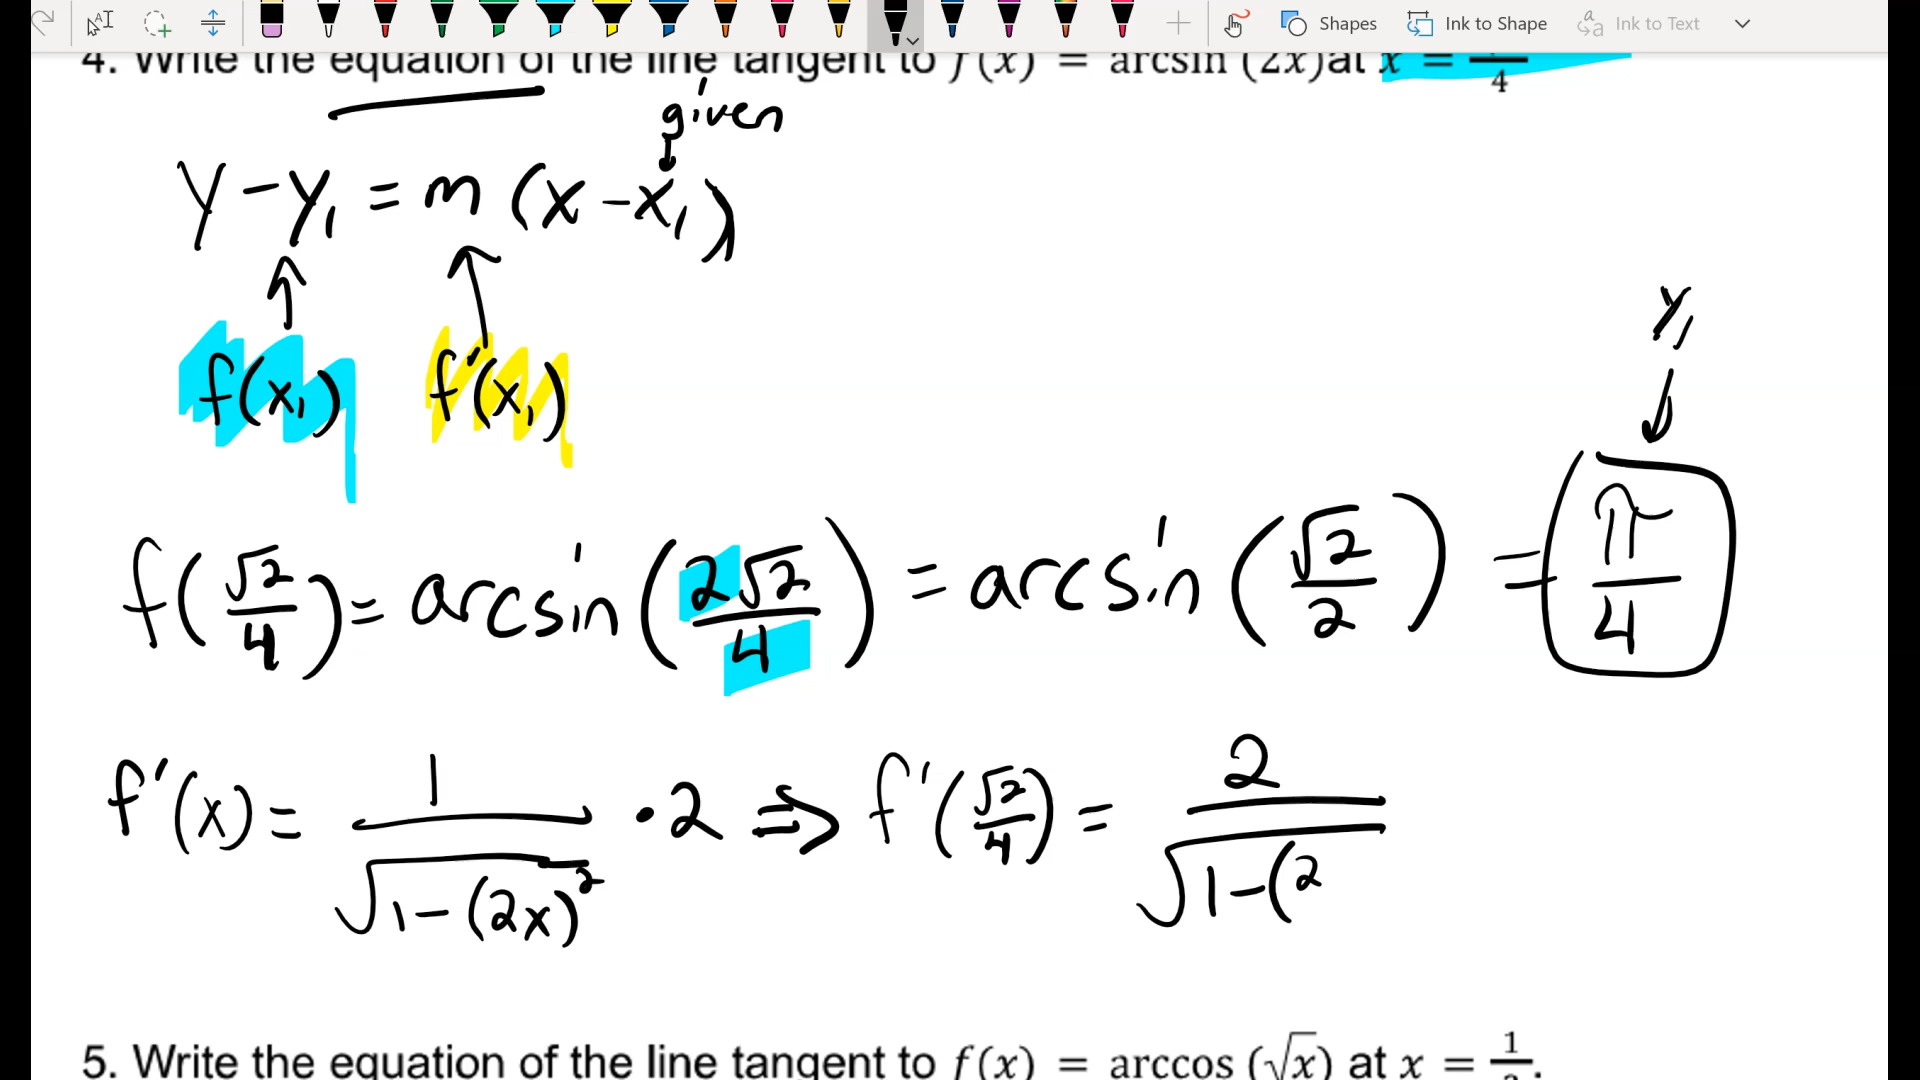 Shapes Ink to Shape Ink to Text
4. Write the equation of the line tangent to f(x) = arcsin (2x)at x = 4
given
y - y₁ = m (x - x₁)
f(x₁) f'(x₁)
y₁
f(√2/4) = arcsin (2√2/4) = arcsin (√2/2) = π/4
f'(x) = 1/√1-(2x)² • 2 ⇒ f'(√2/4) = 2/√1-(2
5. Write the equation of the line tangent to f(x) = arccos (√x) at x = 1/.